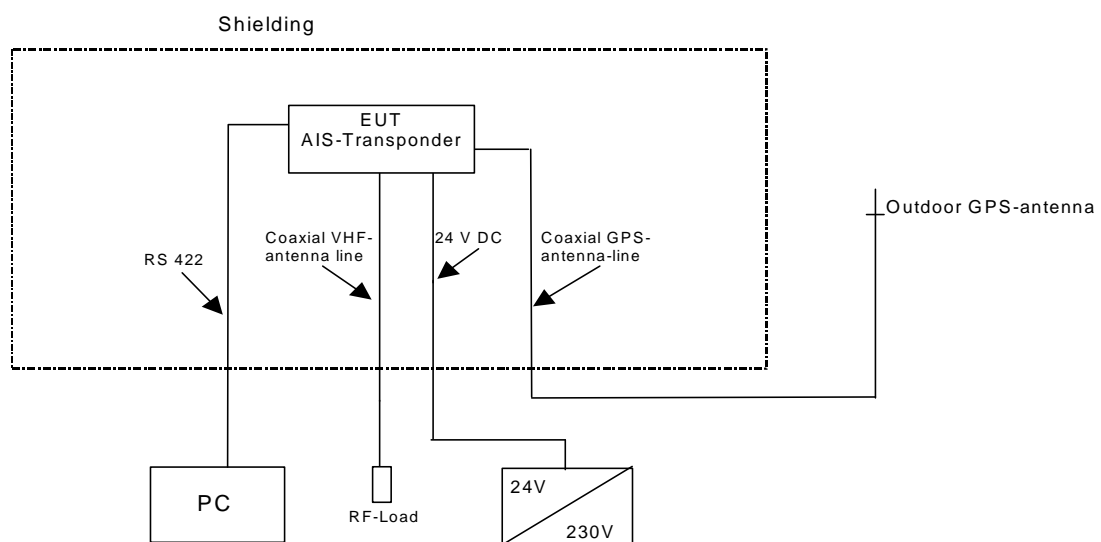 Shielding
EUT
AIS-Transponder
Outdoor GPS-antenna
Coaxial VHF-
antenna line
24 V DC
Coaxial GPS-
antenna-line
RS 422
PC
RF-Load
24V
230V